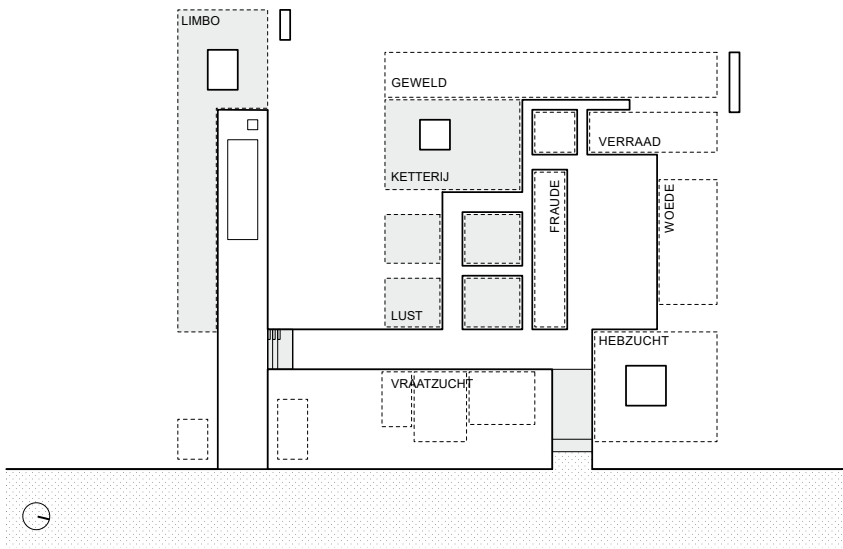 LIMBO
GEWELD
VERRAAD
KETTERIJ
FRAUDE
WOEDE
LUST
HEBZUCHT
VRAATZUCHT